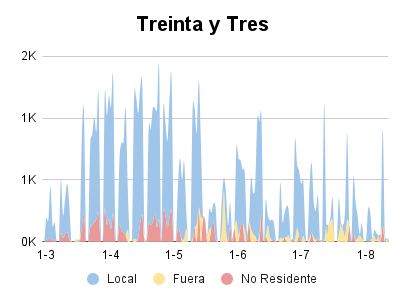 Treinta y Tres
2K
1K
1K
0K
1-3 1-4 1-5 1-6 1-7 1-8
Local Fuera No Residente